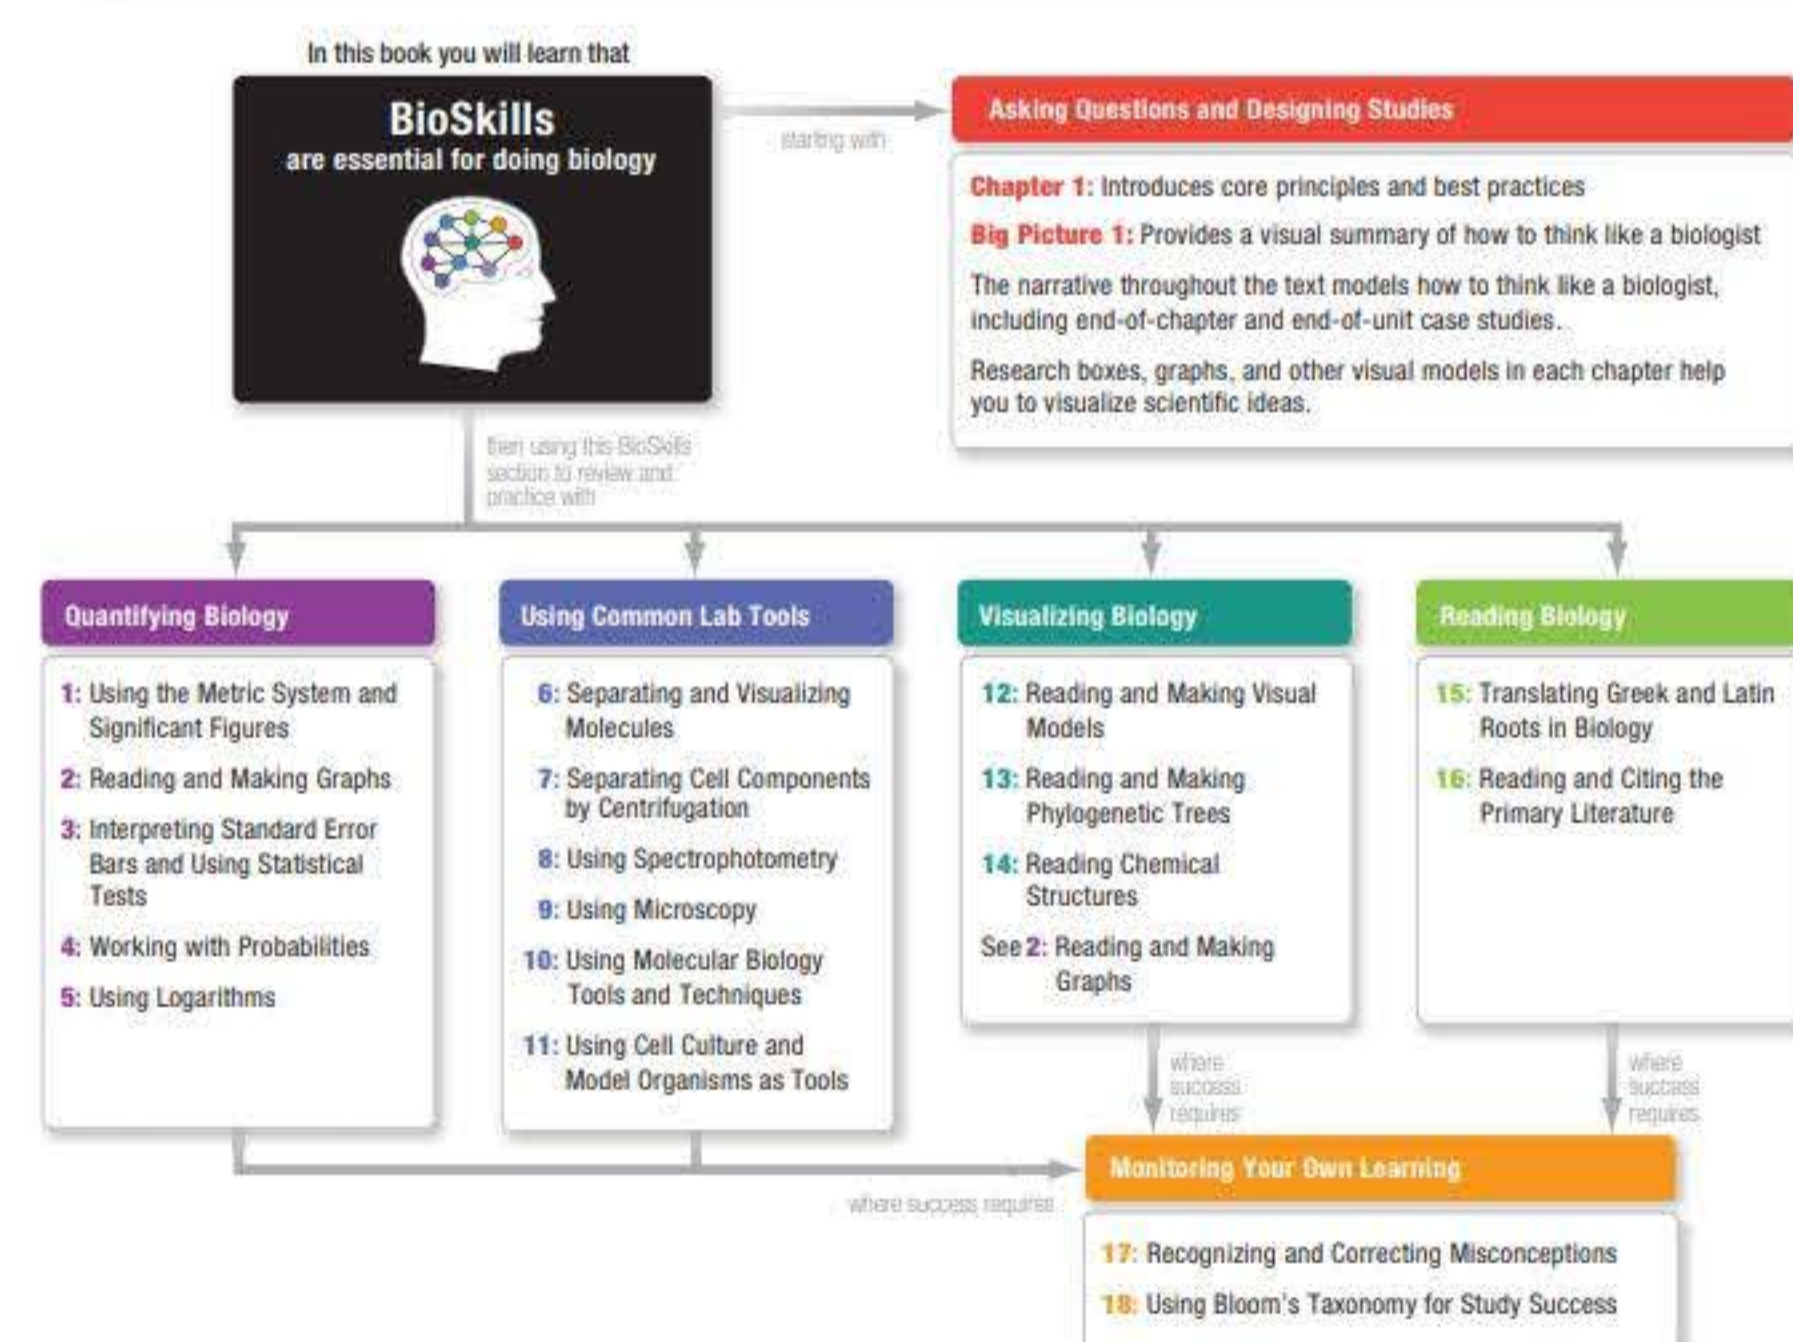 In this book you will learn that
BioSkills
are essential for doing biology
starting with
Asking Questions and Designing Studies
Chapter 1: Introduces core principles and best practices
Big Picture 1: Provides a visual summary of how to think like a biologist
The narrative throughout the text models how to think like a biologist,
including end-of-chapter and end-of-unit case studies.
Research boxes, graphs, and other visual models in each chapter help
you to visualize scientific ideas.
then using this BioSkills
section to review and
practice with
Quantifying Biology
1: Using the Metric System and
Significant Figures
2: Reading and Making Graphs
3: Interpreting Standard Error
Bars and Using Statistical
Tests
4: Working with Probabilities
5: Using Logarithms
Using Common Lab Tools
6: Separating and Visualizing
Molecules
7: Separating Cell Components
by Centrifugation
8: Using Spectrophotometry
9: Using Microscopy
10: Using Molecular Biology
Tools and Techniques
11: Using Cell Culture and
Model Organisms as Tools
Visualizing Biology
12: Reading and Making Visual
Models
13: Reading and Making
Phylogenetic Trees
14: Reading Chemical
Structures
See 2: Reading and Making
Graphs
Reading Biology
15: Translating Greek and Latin
Roots in Biology
16: Reading and Citing the
Primary Literature
where
success
requires
where
success
requires
where success requires
Monitoring Your Own Learning
17: Recognizing and Correcting Misconceptions
18: Using Bloom's Taxonomy for Study Success